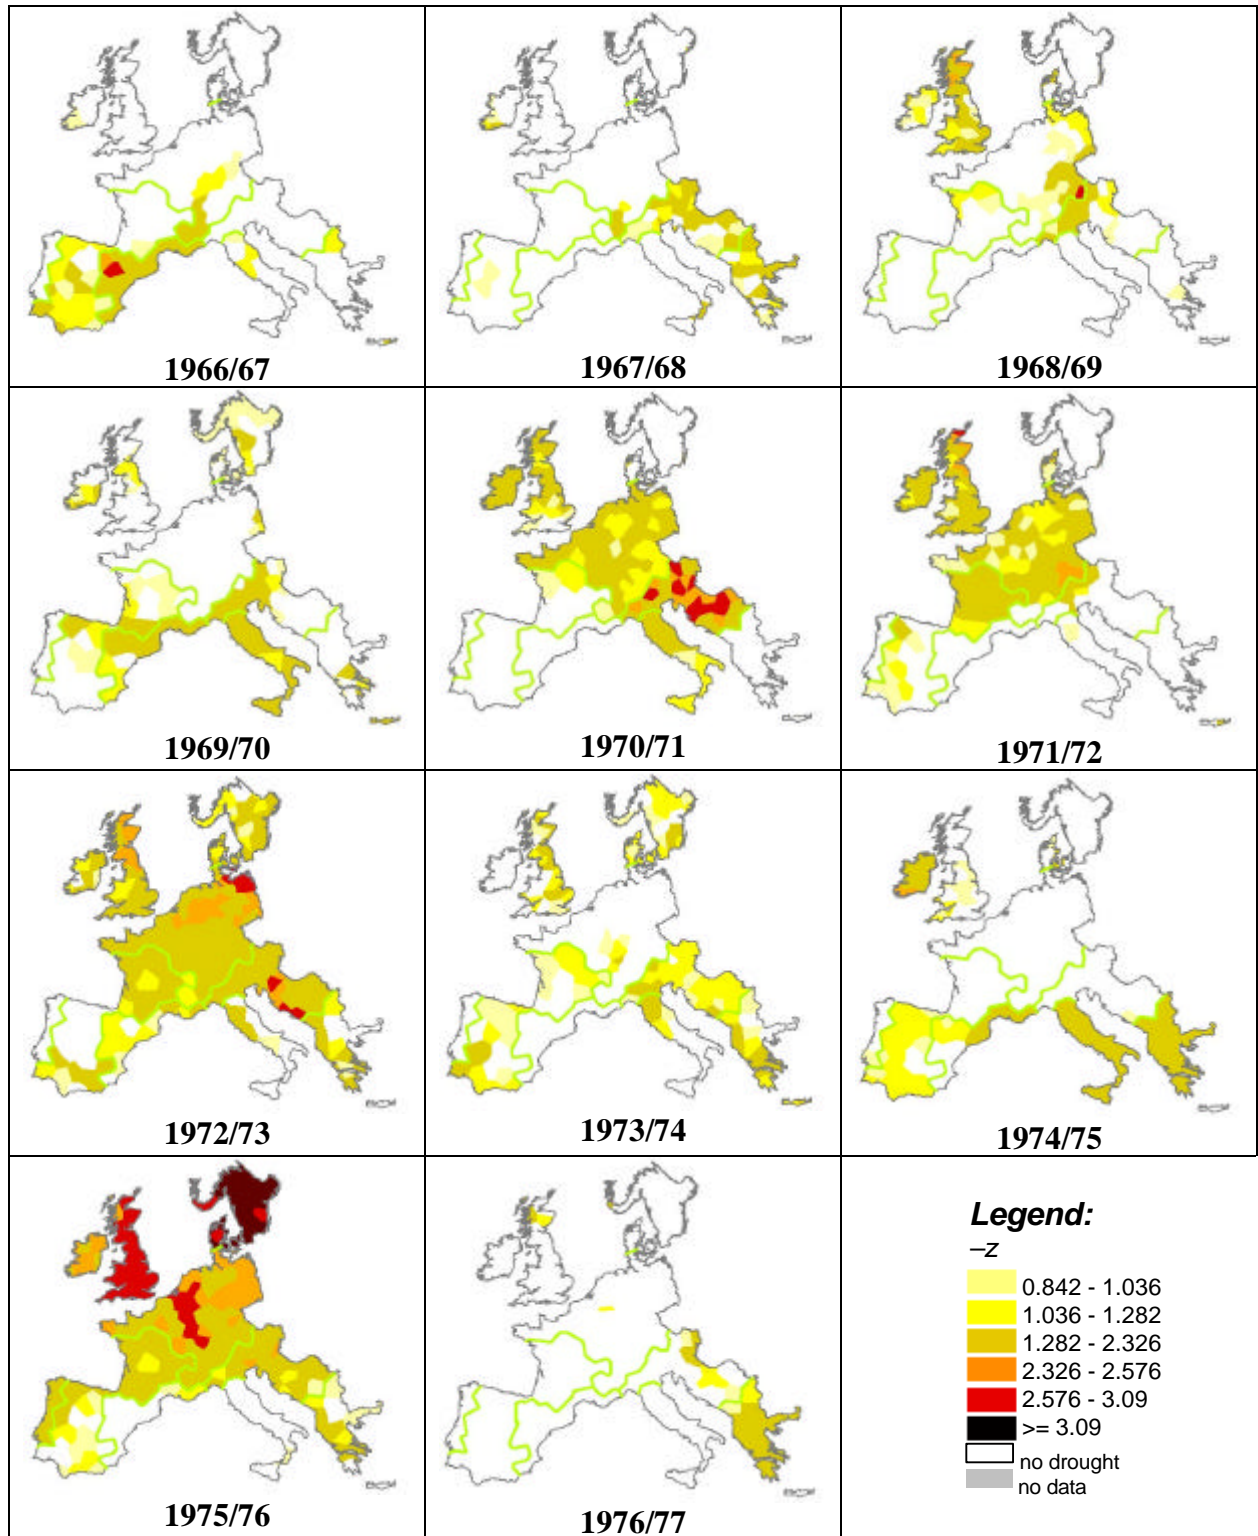 1966/67
1967/68
1968/69
1969/70
1970/71
1971/72
1972/73
1973/74
1974/75
1975/76
1976/77
Legend:
–z
0.842 - 1.036
1.036 - 1.282
1.282 - 2.326
2.326 - 2.576
2.576 - 3.09
>= 3.09
no drought
no data